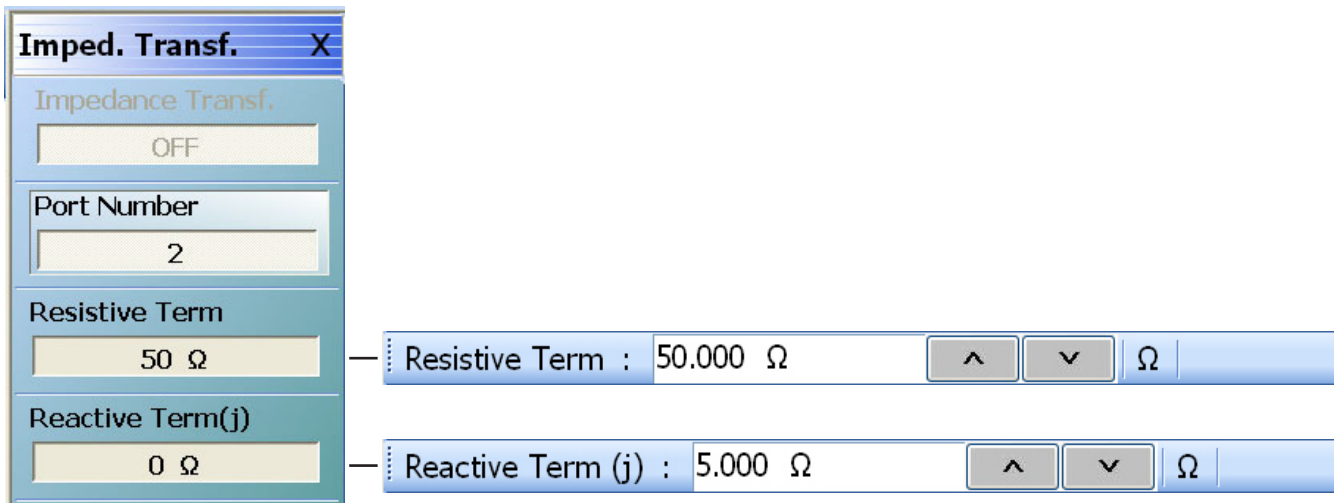 Imped. Transf. X
Impedance Transf.
OFF
Port Number
2
Resistive Term
50 Ω
Resistive Term : 50.000 Ω ^ v Ω
Reactive Term(j)
0 Ω
Reactive Term (j) : 5.000 Ω ^ v Ω